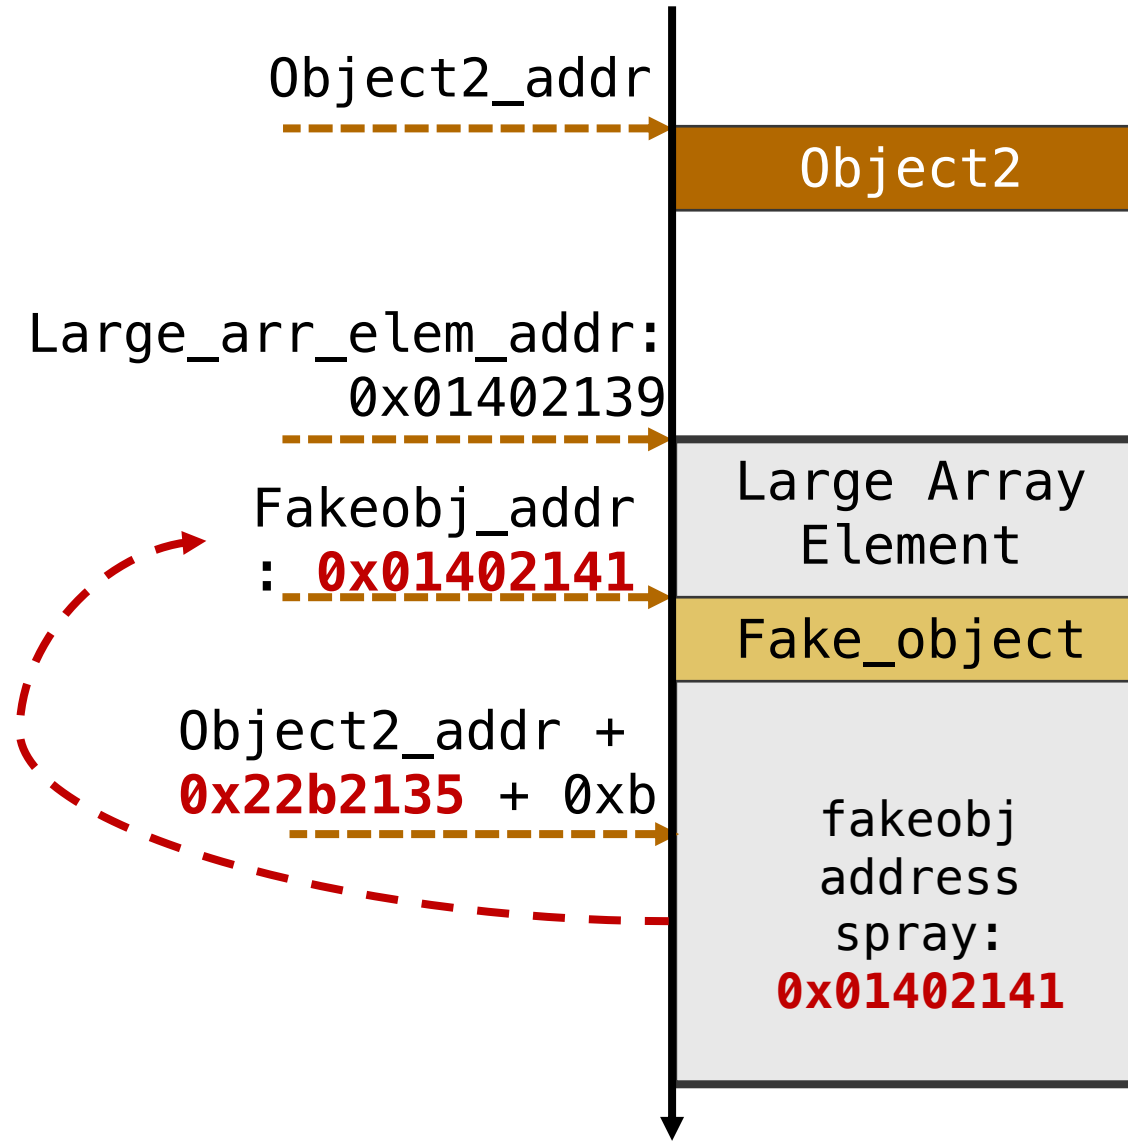 Object2_addr
Object2
Large_arr_elem_addr:
0x01402139
Large Array
Element
Fakeobj_addr
: 0x01402141
Fake_object
Object2_addr +
0x22b2135 + 0xb
fakeobj
address
spray:
0x01402141